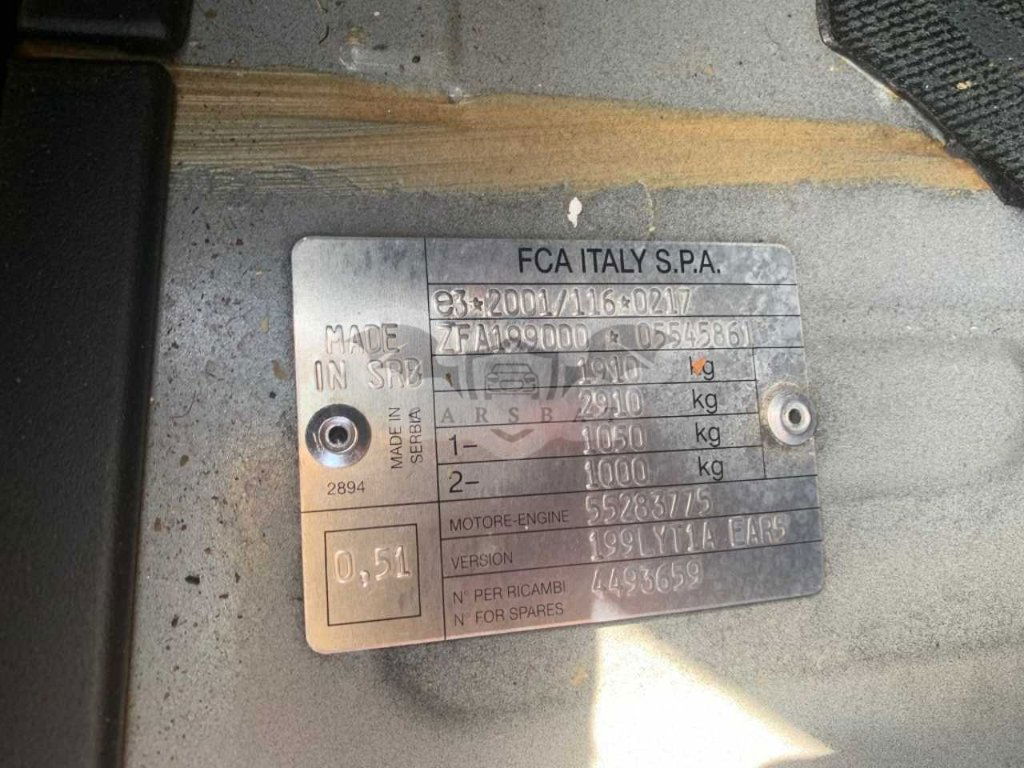 FCA ITALY S.P.A.
e3*2001/116*0217
ZFA199000 * 05545861
MADE
IN SRB
1910 kg
2910 kg
1- 1050 kg
2- 1000 kg
MADE IN
SERBIA
2894
MOTORE-ENGINE 55283775
VERSION 199LYT1A EAR5
N° PER RICAMBI
N° FOR SPARES
4493659
0,51